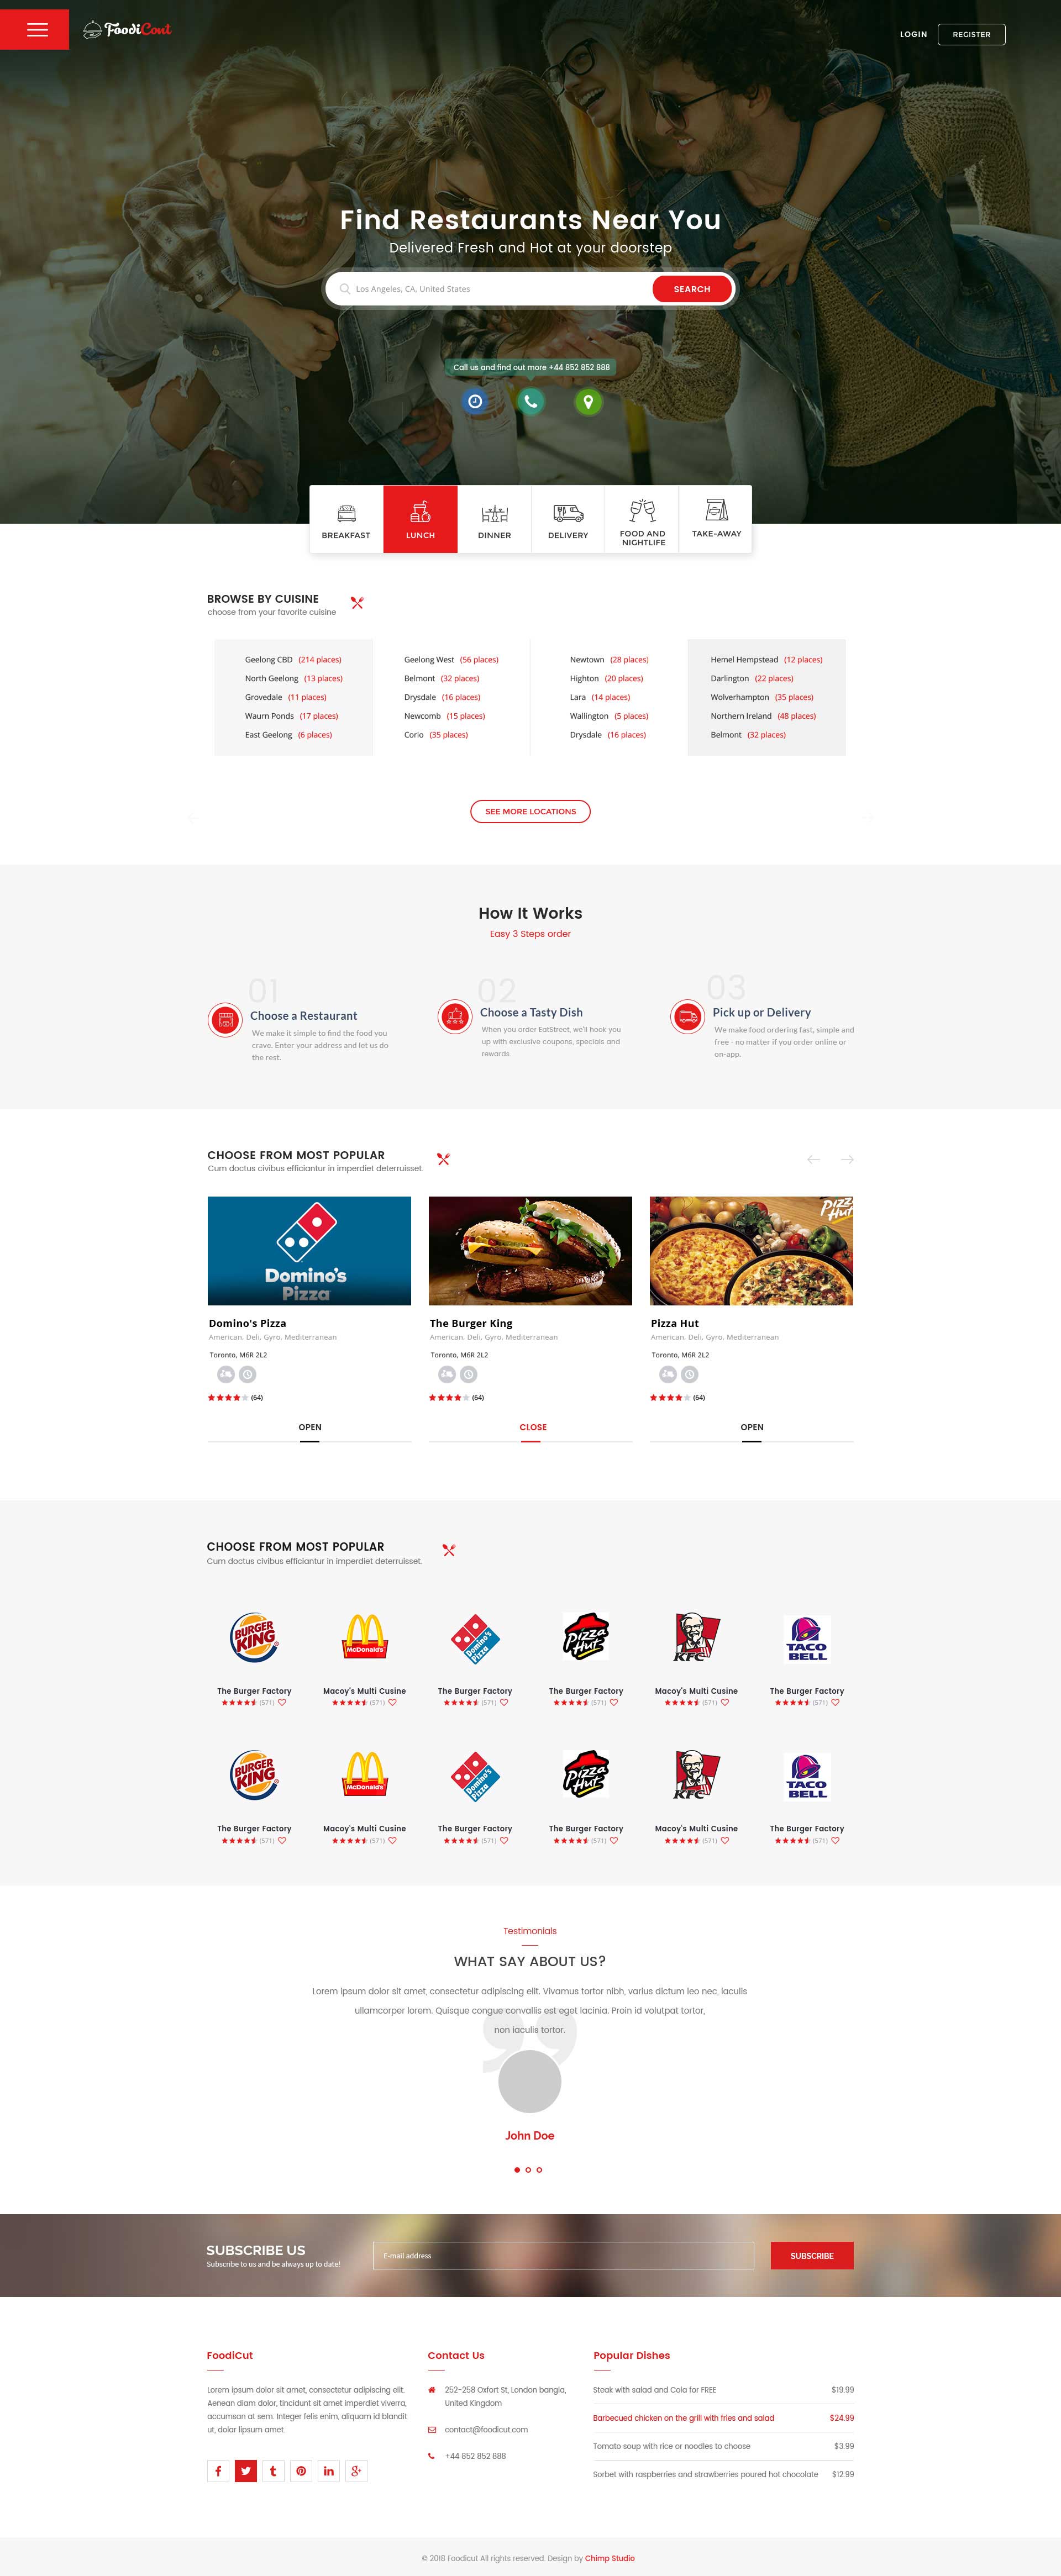 FoodiCout
LOGIN
REGISTER
Find Restaurants Near You
Delivered Fresh and Hot at your doorstep
Los Angeles, CA, United States
SEARCH
Call us and find out more +44 852 852 888
BREAKFAST
LUNCH
DINNER
DELIVERY
FOOD AND
NIGHTLIFE
TAKE-AWAY
BROWSE BY CUISINE
choose from your favorite cuisine
Geelong CBD (214 places)
North Geelong (13 places)
Grovedale (11 places)
Waurn Ponds (17 places)
East Geelong (6 places)
Geelong West (56 places)
Belmont (32 places)
Drysdale (16 places)
Newcomb (15 places)
Corio (35 places)
Newtown (28 places)
Highton (20 places)
Lara (14 places)
Wallington (5 places)
Drysdale (16 places)
Hemel Hempstead (12 places)
Darlington (22 places)
Wolverhampton (35 places)
Northern Ireland (48 places)
Belmont (32 places)
SEE MORE LOCATIONS
How It Works
Easy 3 Steps order
01
Choose a Restaurant
We make it simple to find the food you
crave. Enter your address and let us do
the rest.
02
Choose a Tasty Dish
When you order EatStreet, we'll hook you
up with exclusive coupons, specials and
rewards.
03
Pick up or Delivery
We make food ordering fast, simple and
free - no matter if you order online or
on-app.
CHOOSE FROM MOST POPULAR
Cum doctus civibus efficiantur in imperdiet deterruisset.
Domino's
Pizza
Pizza
Hut
Domino's Pizza
American, Deli, Gyro, Mediterranean
Toronto, M6R 2L2
(64)
OPEN
The Burger King
American, Deli, Gyro, Mediterranean
Toronto, M6R 2L2
(64)
CLOSE
Pizza Hut
American, Deli, Gyro, Mediterranean
Toronto, M6R 2L2
(64)
OPEN
CHOOSE FROM MOST POPULAR
Cum doctus civibus efficiantur in imperdiet deterruisset.
BURGER
KING
McDonald's
Domino's
Pizza
Pizza
Hut
KFC
TACO
BELL
The Burger Factory
(571)
Macoy's Multi Cusine
(571)
The Burger Factory
(571)
The Burger Factory
(571)
Macoy's Multi Cusine
(571)
The Burger Factory
(571)
BURGER
KING
McDonald's
Domino's
Pizza
Pizza
Hut
KFC
TACO
BELL
The Burger Factory
(571)
Macoy's Multi Cusine
(571)
The Burger Factory
(571)
The Burger Factory
(571)
Macoy's Multi Cusine
(571)
The Burger Factory
(571)
Testimonials
WHAT SAY ABOUT US?
Lorem ipsum dolor sit amet, consectetur adipiscing elit. Vivamus tortor nibh, varius dictum leo nec, iaculis
ullamcorper lorem. Quisque congue convallis est eget lacinia. Proin id volutpat tortor,
non iaculis tortor.
John Doe
SUBSCRIBE US
Subscribe to us and be always up to date!
E-mail address
SUBSCRIBE
FoodiCut
Lorem ipsum dolor sit amet, consectetur adipiscing elit.
Aenean diam dolor, tincidunt sit amet imperdiet viverra,
accumsan at sem. Integer felis enim, aliquam id blandit
ut, dolar lipsum amet.
Contact Us
252-258 Oxfort St, London bangla,
United Kingdom
contact@foodicut.com
+44 852 852 888
Popular Dishes
Steak with salad and Cola for FREE $19.99
Barbecued chicken on the grill with fries and salad $24.99
Tomato soup with rice or noodles to choose $3.99
Sorbet with raspberries and strawberries poured hot chocolate $12.99
© 2018 Foodicut All rights reserved. Design by Chimp Studio